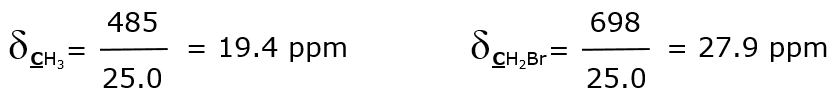 δCH₃ = 485/25.0 = 19.4 ppm
δCH₂Br = 698/25.0 = 27.9 ppm